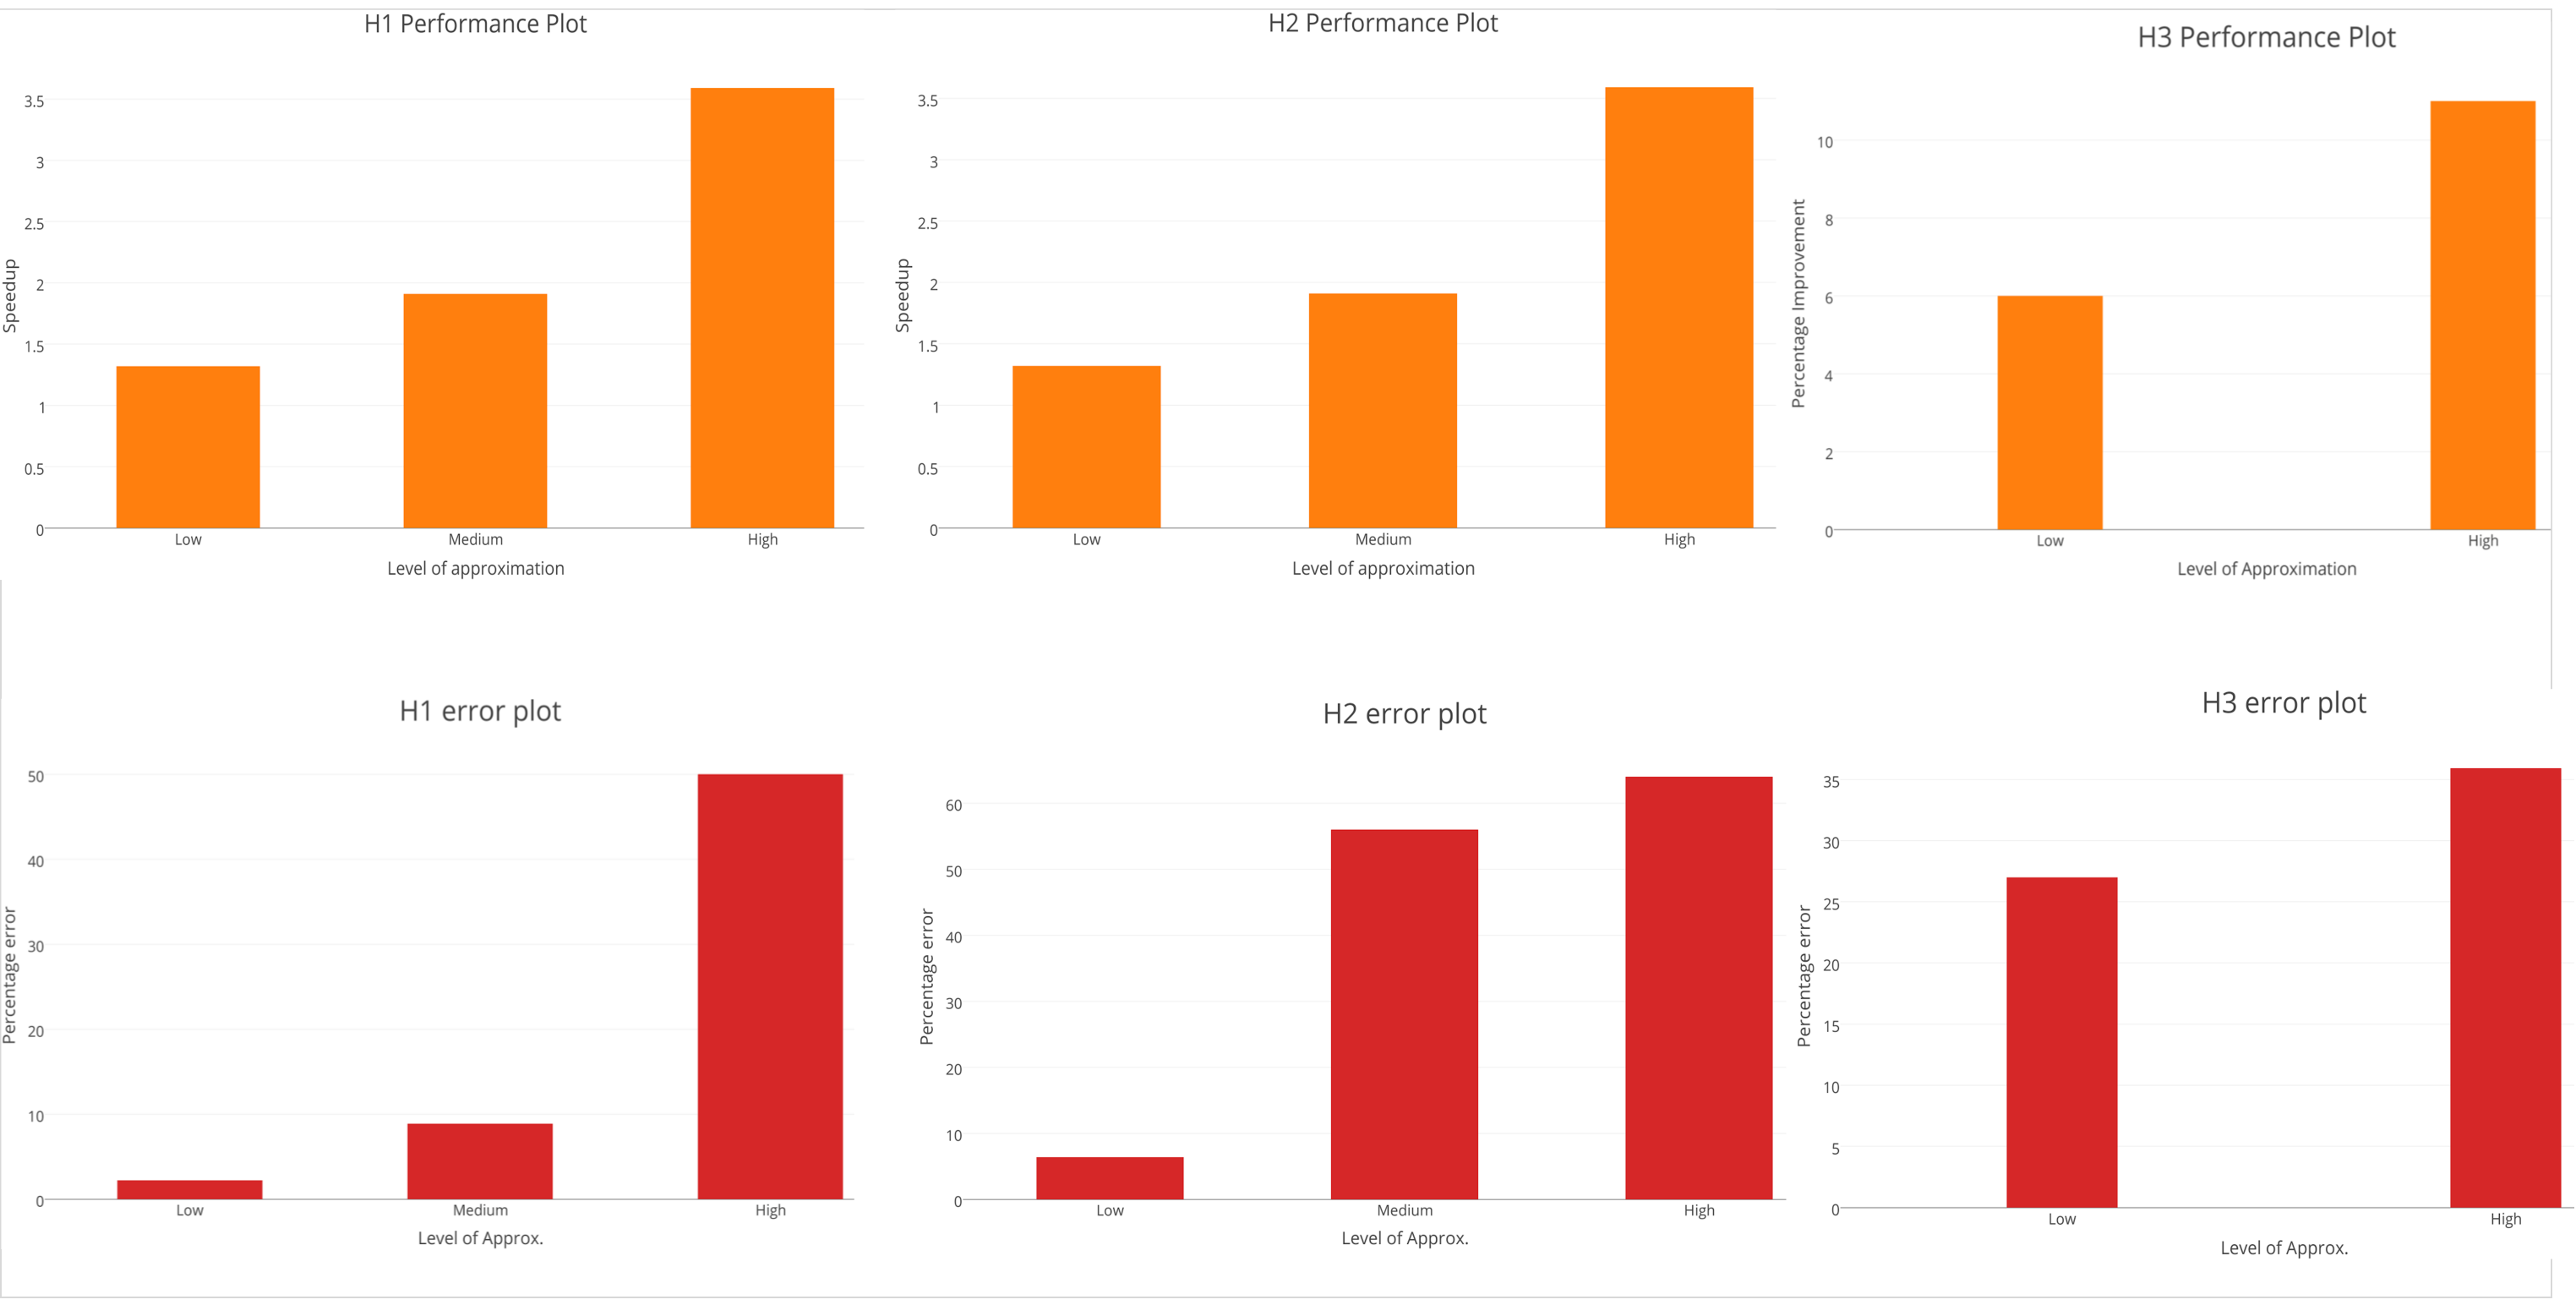 H1 Performance Plot
3.5
3
2.5
2
1.5
1
0.5
0
Speedup
Low Medium High
Level of approximation
H2 Performance Plot
3.5
3
2.5
2
1.5
1
0.5
0
Speedup
Low Medium High
Level of approximation
H3 Performance Plot
10
8
6
4
2
0
Percentage Improvement
Low High
Level of Approximation
H1 error plot
50
40
30
20
10
0
Percentage error
Low Medium High
Level of Approx.
H2 error plot
60
50
40
30
20
10
0
Percentage error
Low Medium High
Level of Approx.
H3 error plot
35
30
25
20
15
10
5
0
Percentage error
Low High
Level of Approx.